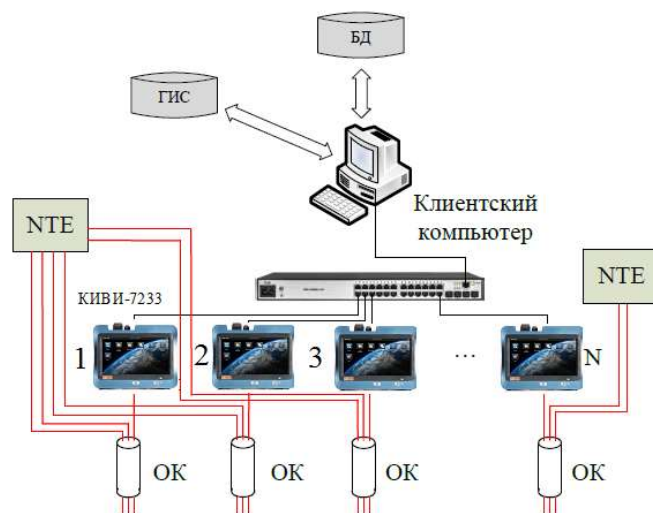 БД
ГИС
Клиентский
компьютер
NTE
NTE
КИВИ-7233
1
2
3
...
N
ОК
ОК
ОК
ОК